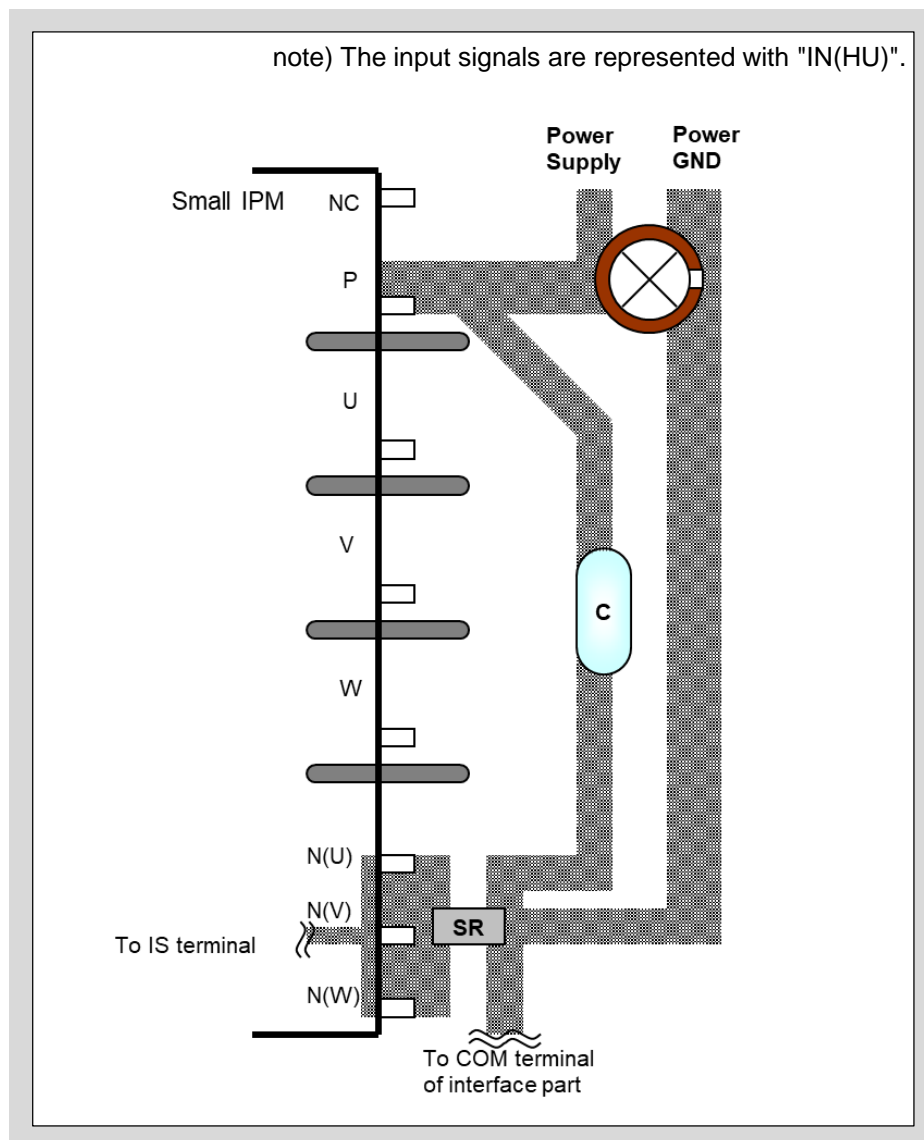 note) The input signals are represented with "IN(HU)".
Power
Supply
Power
GND
Small IPM
NC
P
U
V
C
W
N(U)
N(V)
SR
To IS terminal
N(W)
To COM terminal
of interface part